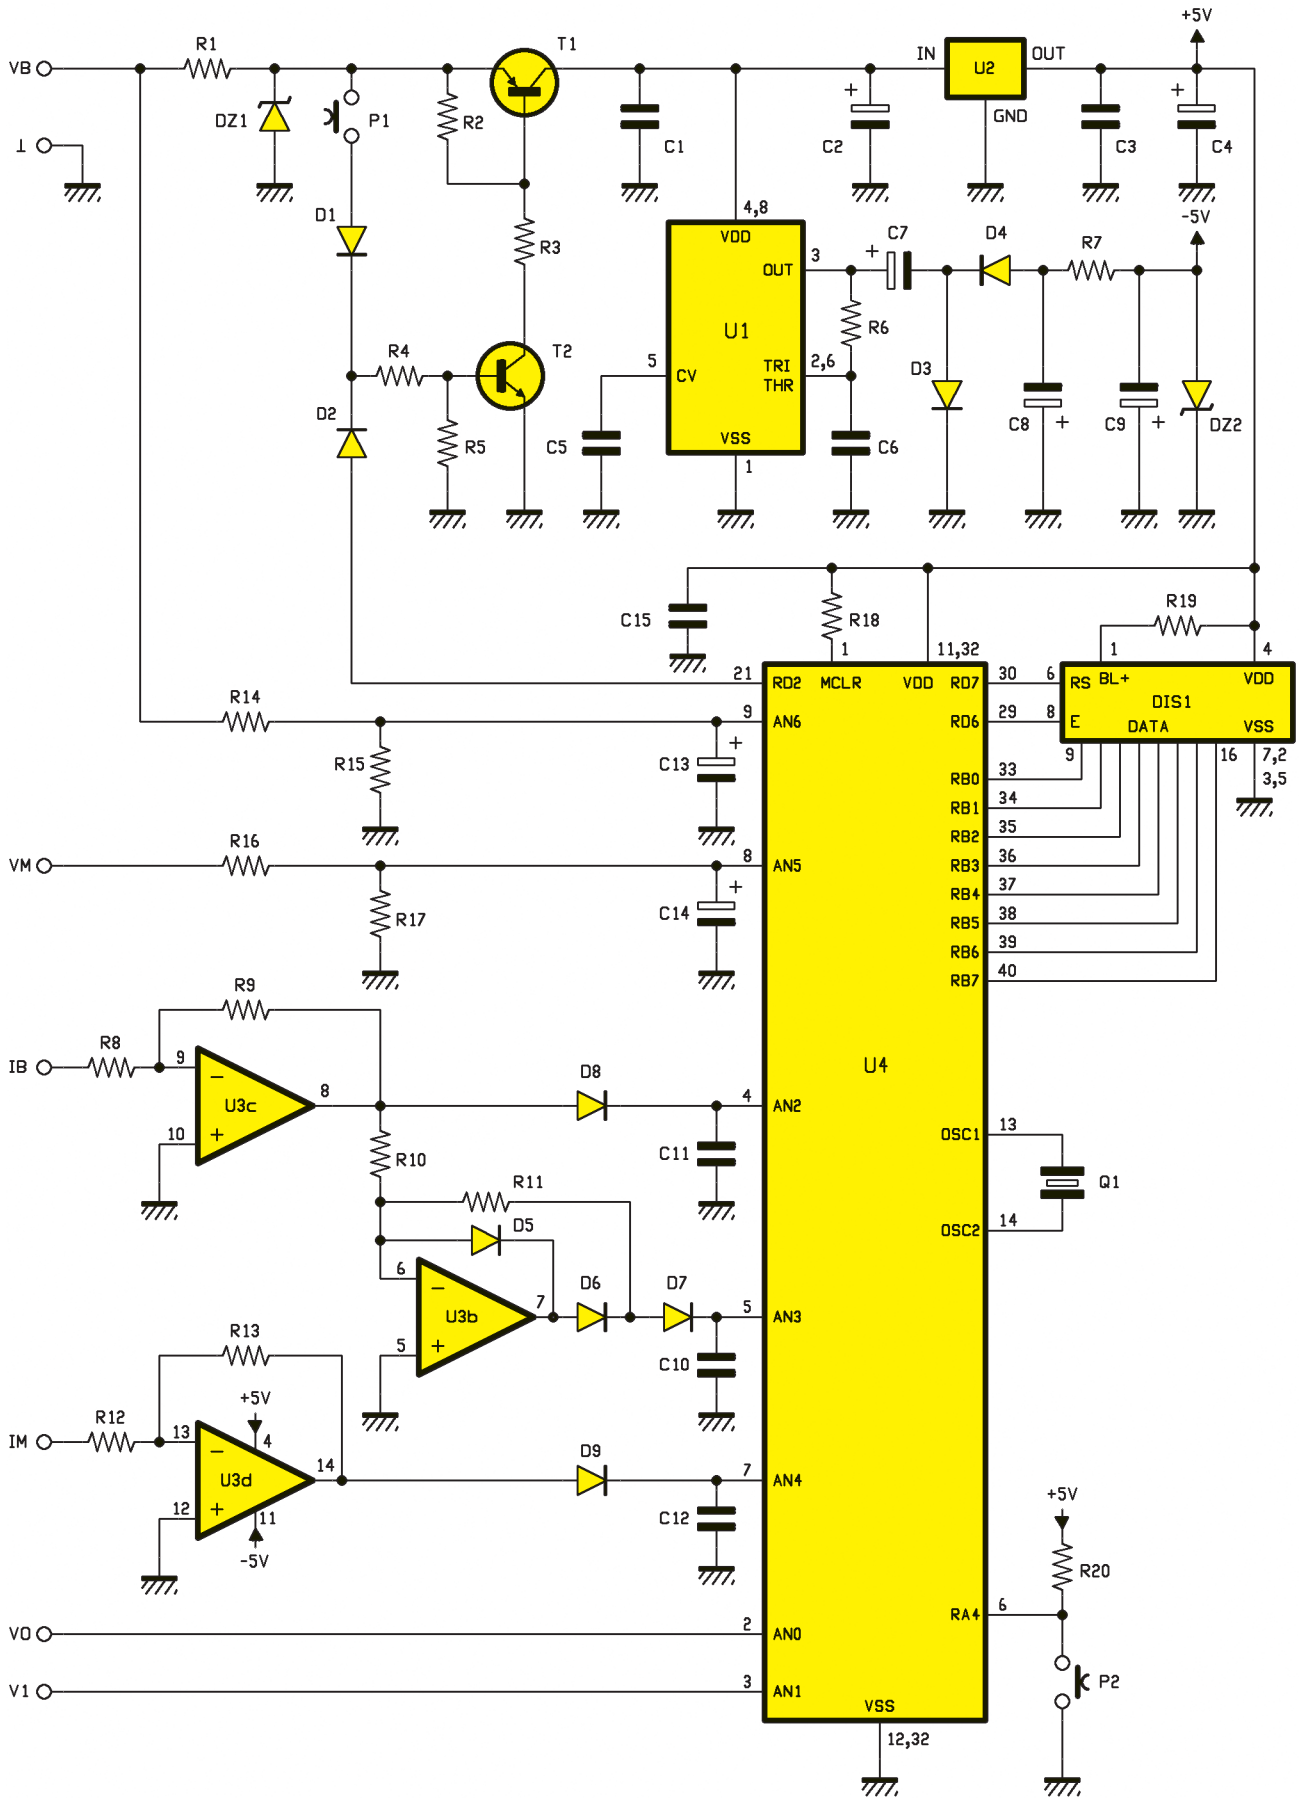 +5V
R1
T1
VB
IN
U2
OUT
DZ1
P1
R2
C1
+
C2
GND
C3
+
C4
⊥
D1
R3
4,8
VDD
-5V
OUT
3
+
C7
D4
R7
U1
R6
R4
T2
5
CV
TRI
THR
2,6
D3
D2
R5
C5
VSS
1
C6
C8
+
C9
+
DZ2
C15
R18
R19
1
11,32
1
4
21
RD2
MCLR
VDD
RD7
30
6
RS
BL+
VDD
DIS1
R14
9
AN6
RD6
29
8
E
DATA
VSS
+
R15
C13
9
16
7,2
3,5
RB0
33
RB1
34
RB2
35
R16
VM
8
AN5
RB3
36
+
RB4
37
R17
C14
RB5
38
RB6
39
RB7
40
R9
R8
IB
9
-
U3c
8
10
+
D8
4
AN2
U4
R10
C11
OSC1
13
Q1
R11
D5
OSC2
14
6
-
U3b
7
5
+
D6
D7
5
AN3
C10
R13
+5V
R12
IM
13
-
4
U3d
14
12
+
11
-5V
D9
7
AN4
C12
+5V
R20
RA4
6
V0
2
AN0
P2
V1
3
AN1
VSS
12,32